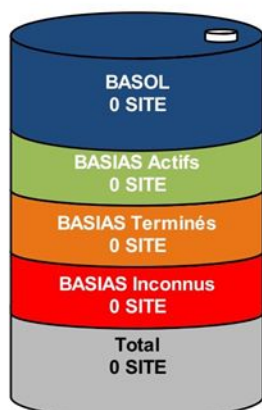 BASOL
0 SITE
BASIAS Actifs
0 SITE
BASIAS Terminés
0 SITE
BASIAS Inconnus
0 SITE
Total
0 SITE